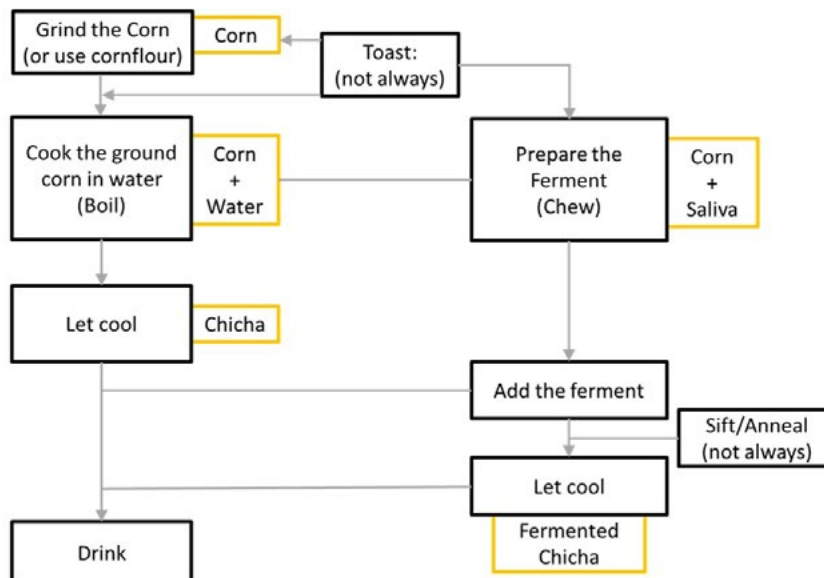 Grind the Corn
(or use cornflour)
Corn
Toast:
(not always)
Cook the ground
corn in water
(Boil)
Corn
+
Water
Prepare the
Ferment
(Chew)
Corn
+
Saliva
Let cool
Chicha
Add the ferment
Sift/Anneal
(not always)
Let cool
Fermented
Chicha
Drink